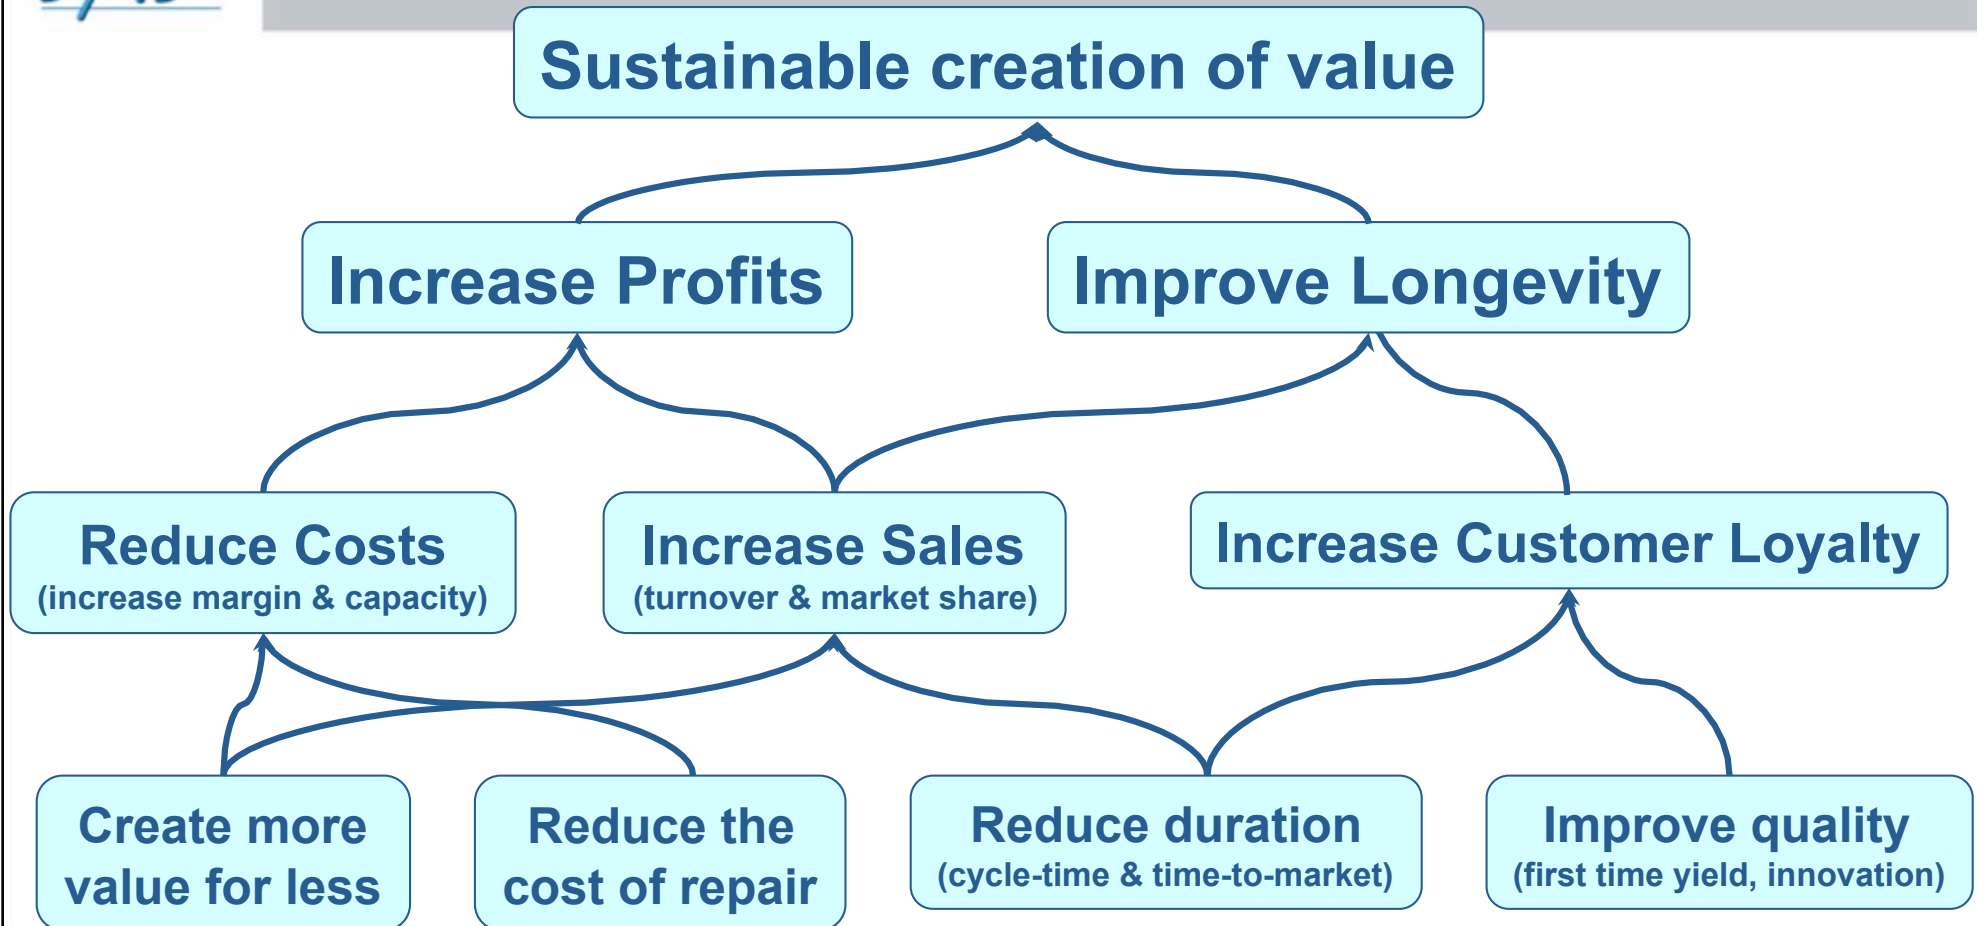 Sustainable creation of value
Increase Profits
Improve Longevity
Reduce Costs
(increase margin & capacity)
Increase Sales
(turnover & market share)
Increase Customer Loyalty
Create more
value for less
Reduce the
cost of repair
Reduce duration
(cycle-time & time-to-market)
Improve quality
(first time yield, innovation)